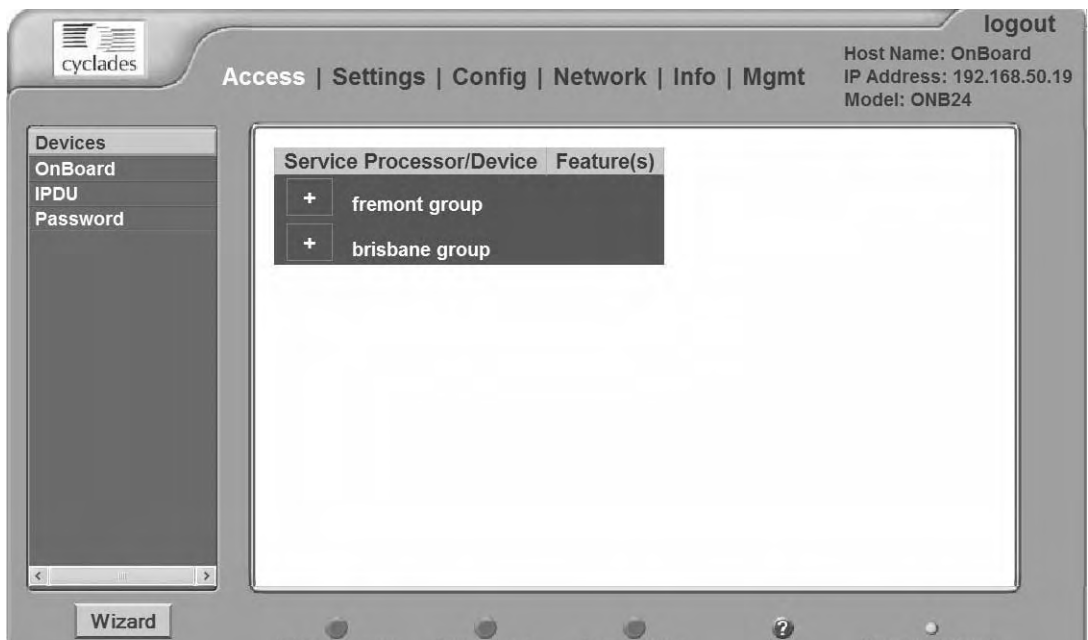 logout
cyclades
Access | Settings | Config | Network | Info | Mgmt
Host Name: OnBoard
IP Address: 192.168.50.19
Model: ONB24
Devices
OnBoard
IPDU
Password
Service Processor/Device Feature(s)
+ fremont group
+ brisbane group
< >
Wizard
?